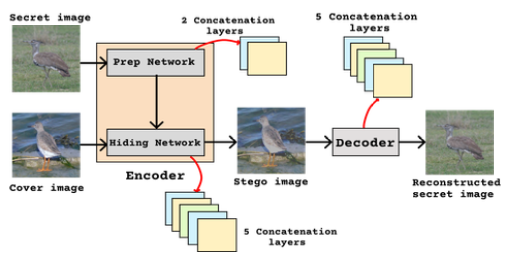 Secret image
2 Concatenation
layers
5 Concatenation
layers
Prep Network
Hiding Network
Decoder
Cover image
Encoder
Stego image
Reconstructed
secret image
5 Concatenation
layers